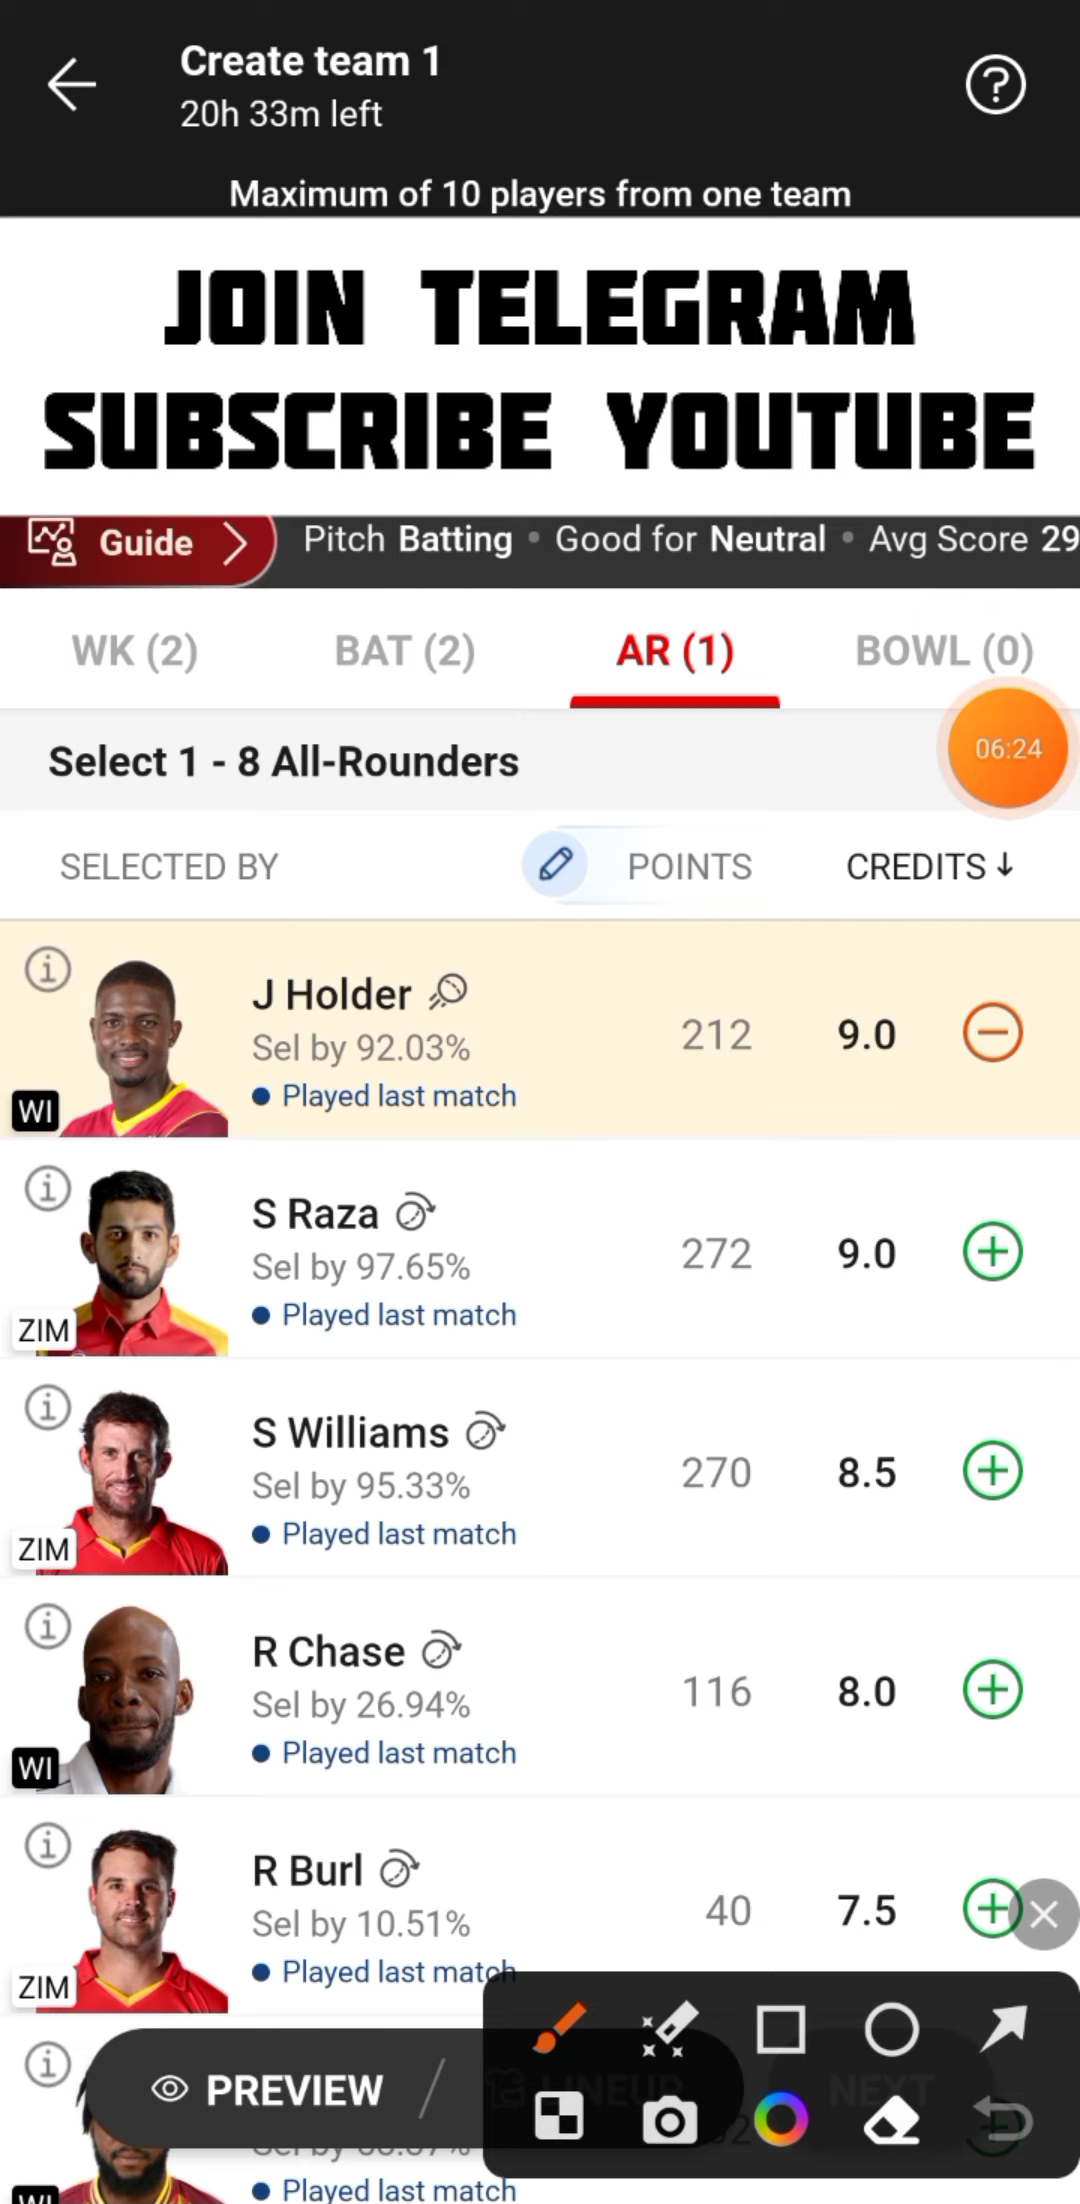 Create team 1
20h 33m left
Maximum of 10 players from one team
JOIN TELEGRAM
SUBSCRIBE YOUTUBE
Guide Pitch Batting • Good for Neutral • Avg Score 29
WK (2) BAT (2) AR (1) BOWL (0)
Select 1 - 8 All-Rounders
06:24
SELECTED BY POINTS CREDITS ↓
J Holder
Sel by 92.03% 212 9.0
Played last match
WI
S Raza
Sel by 97.65% 272 9.0
Played last match
ZIM
S Williams
Sel by 95.33% 270 8.5
Played last match
ZIM
R Chase
Sel by 26.94% 116 8.0
Played last match
WI
R Burl
Sel by 10.51% 40 7.5
Played last match
ZIM
PREVIEW LINEUP NEXT
Played last match
WI